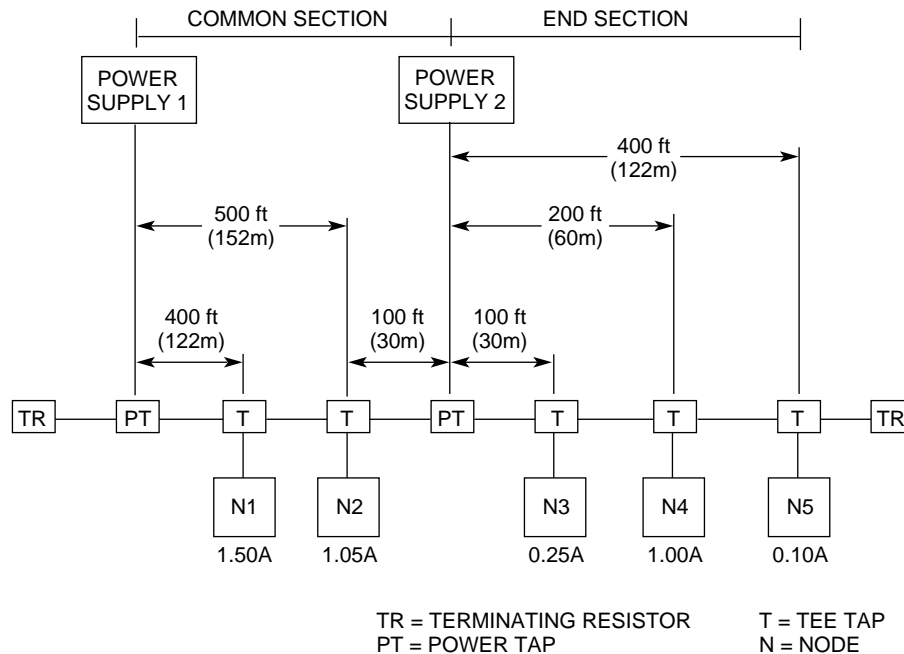 COMMON SECTION
END SECTION
POWER
SUPPLY 1
POWER
SUPPLY 2
400 ft
(122m)
500 ft
(152m)
200 ft
(60m)
400 ft
(122m)
100 ft
(30m)
100 ft
(30m)
TR
PT
T
T
PT
T
T
T
TR
N1
N2
N3
N4
N5
1.50A
1.05A
0.25A
1.00A
0.10A
TR = TERMINATING RESISTOR
PT = POWER TAP
T = TEE TAP
N = NODE